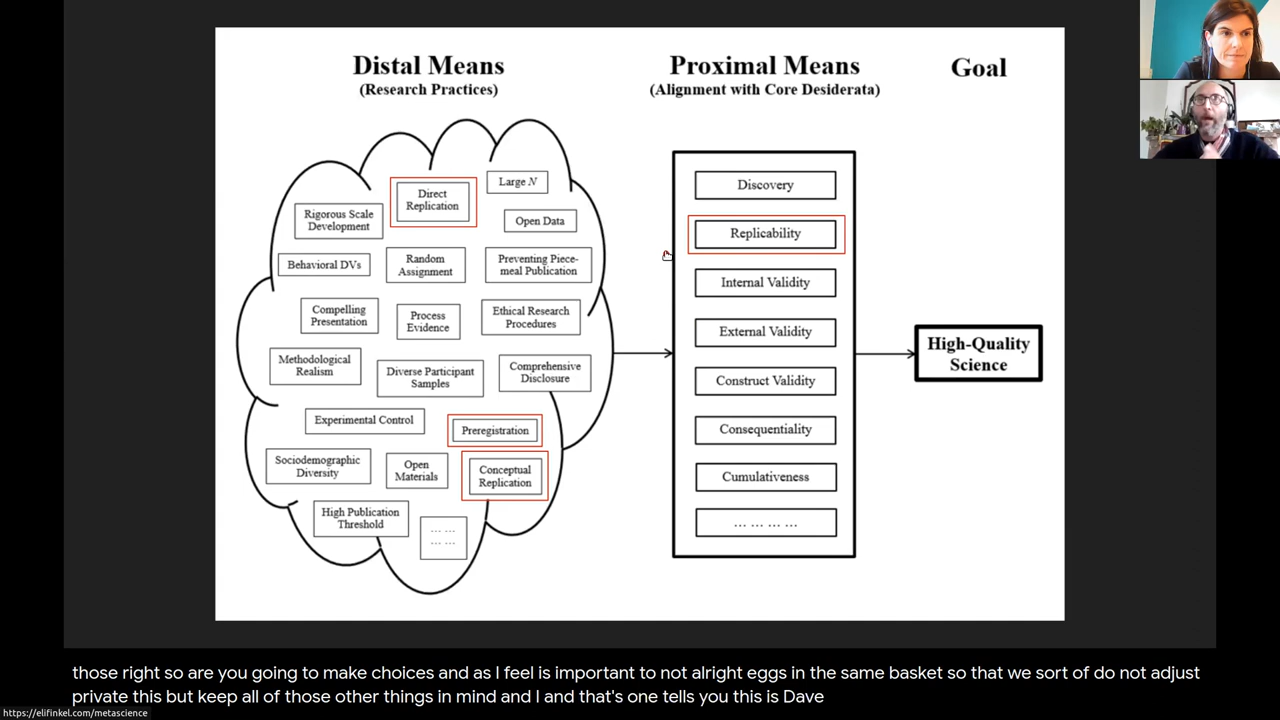 Distal Means
(Research Practices)
Proximal Means
(Alignment with Core Desiderata)
Goal
Direct
Replication
Large N
Rigorous Scale
Development
Open Data
Behavioral DVs
Random
Assignment
Preventing Piece-
meal Publication
Compelling
Presentation
Process
Evidence
Ethical Research
Procedures
Methodological
Realism
Diverse Participant
Samples
Comprehensive
Disclosure
Experimental Control
Preregistration
Sociodemographic
Diversity
Open
Materials
Conceptual
Replication
High Publication
Threshold
... ...
... ...
Discovery
Replicability
Internal Validity
External Validity
Construct Validity
Consequentiality
Cumulativeness
... ... ... ...
High-Quality
Science
those right so are you going to make choices and as I feel is important to not alright eggs in the same basket so that we sort of do not adjust
private this but keep all of those other things in mind and I and that's one tells you this is Dave
https://elifinkel.com/metascience